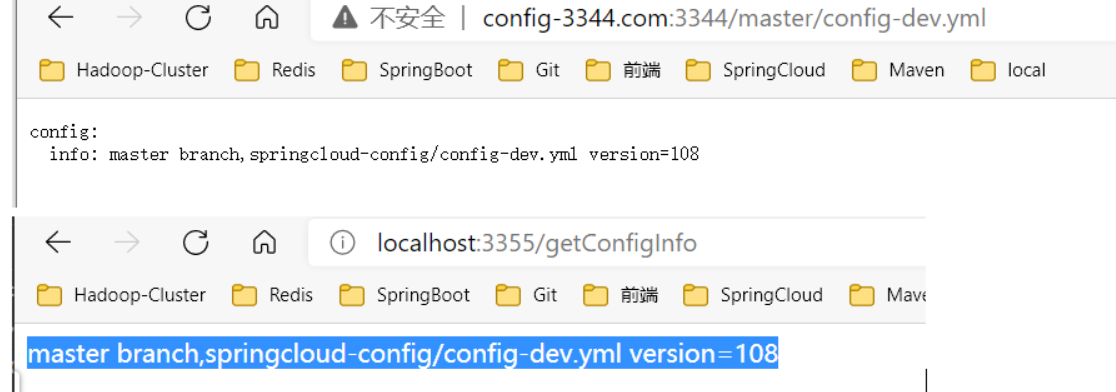 不安全 | config-3344.com:3344/master/config-dev.yml
Hadoop-Cluster Redis SpringBoot Git 前端 SpringCloud Maven local
config:
info: master branch,springcloud-config/config-dev.yml version=108
localhost:3355/getConfigInfo
Hadoop-Cluster Redis SpringBoot Git 前端 SpringCloud Mave
master branch,springcloud-config/config-dev.yml version=108